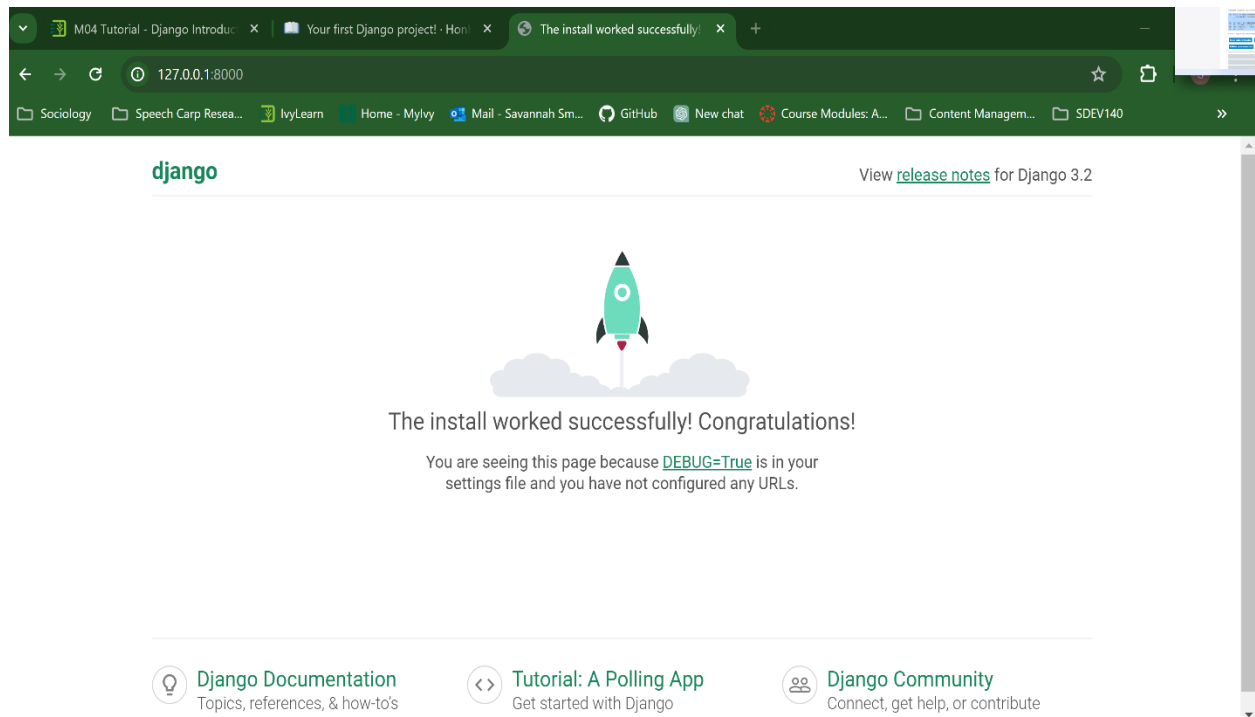 M04 Tutorial - Django Introduc
Your first Django project! · Hon
The install worked successfully!
127.0.0.1:8000
Sociology
Speech Carp Resea...
IvyLearn
Home - MyIvy
Mail - Savannah Sm...
GitHub
New chat
Course Modules: A...
Content Managem...
SDEV140
django
View release notes for Django 3.2
The install worked successfully! Congratulations!
You are seeing this page because DEBUG=True is in your
settings file and you have not configured any URLs.
Django Documentation
Topics, references, & how-to's
Tutorial: A Polling App
Get started with Django
Django Community
Connect, get help, or contribute